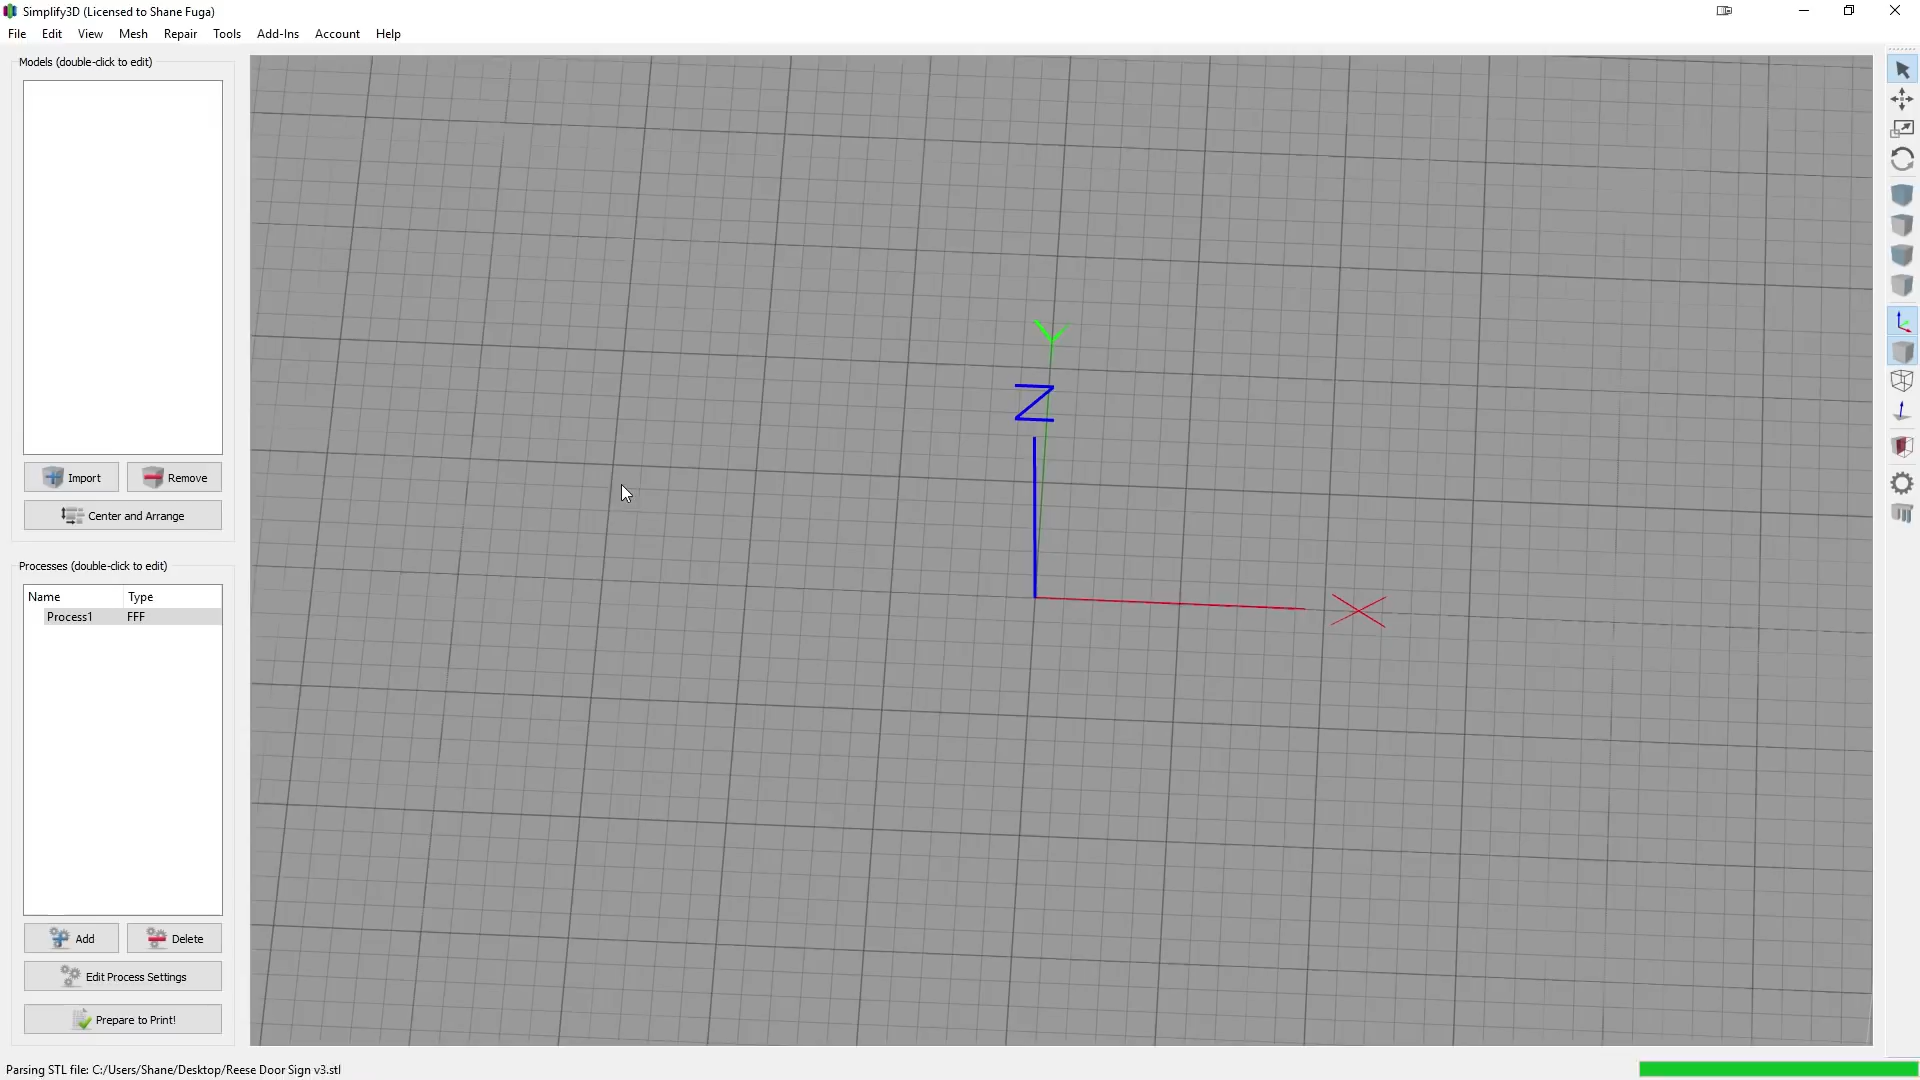 Simplify3D (Licensed to Shane Fuga)
File Edit View Mesh Repair Tools Add-Ins Account Help
Models (double-click to edit)
Import Remove
Center and Arrange
Processes (double-click to edit)
Name Type
Process1 FFF
Add Delete
Edit Process Settings
Prepare to Print!
Y
Z
X
Parsing STL file: C:/Users/Shane/Desktop/Reese Door Sign v3.stl